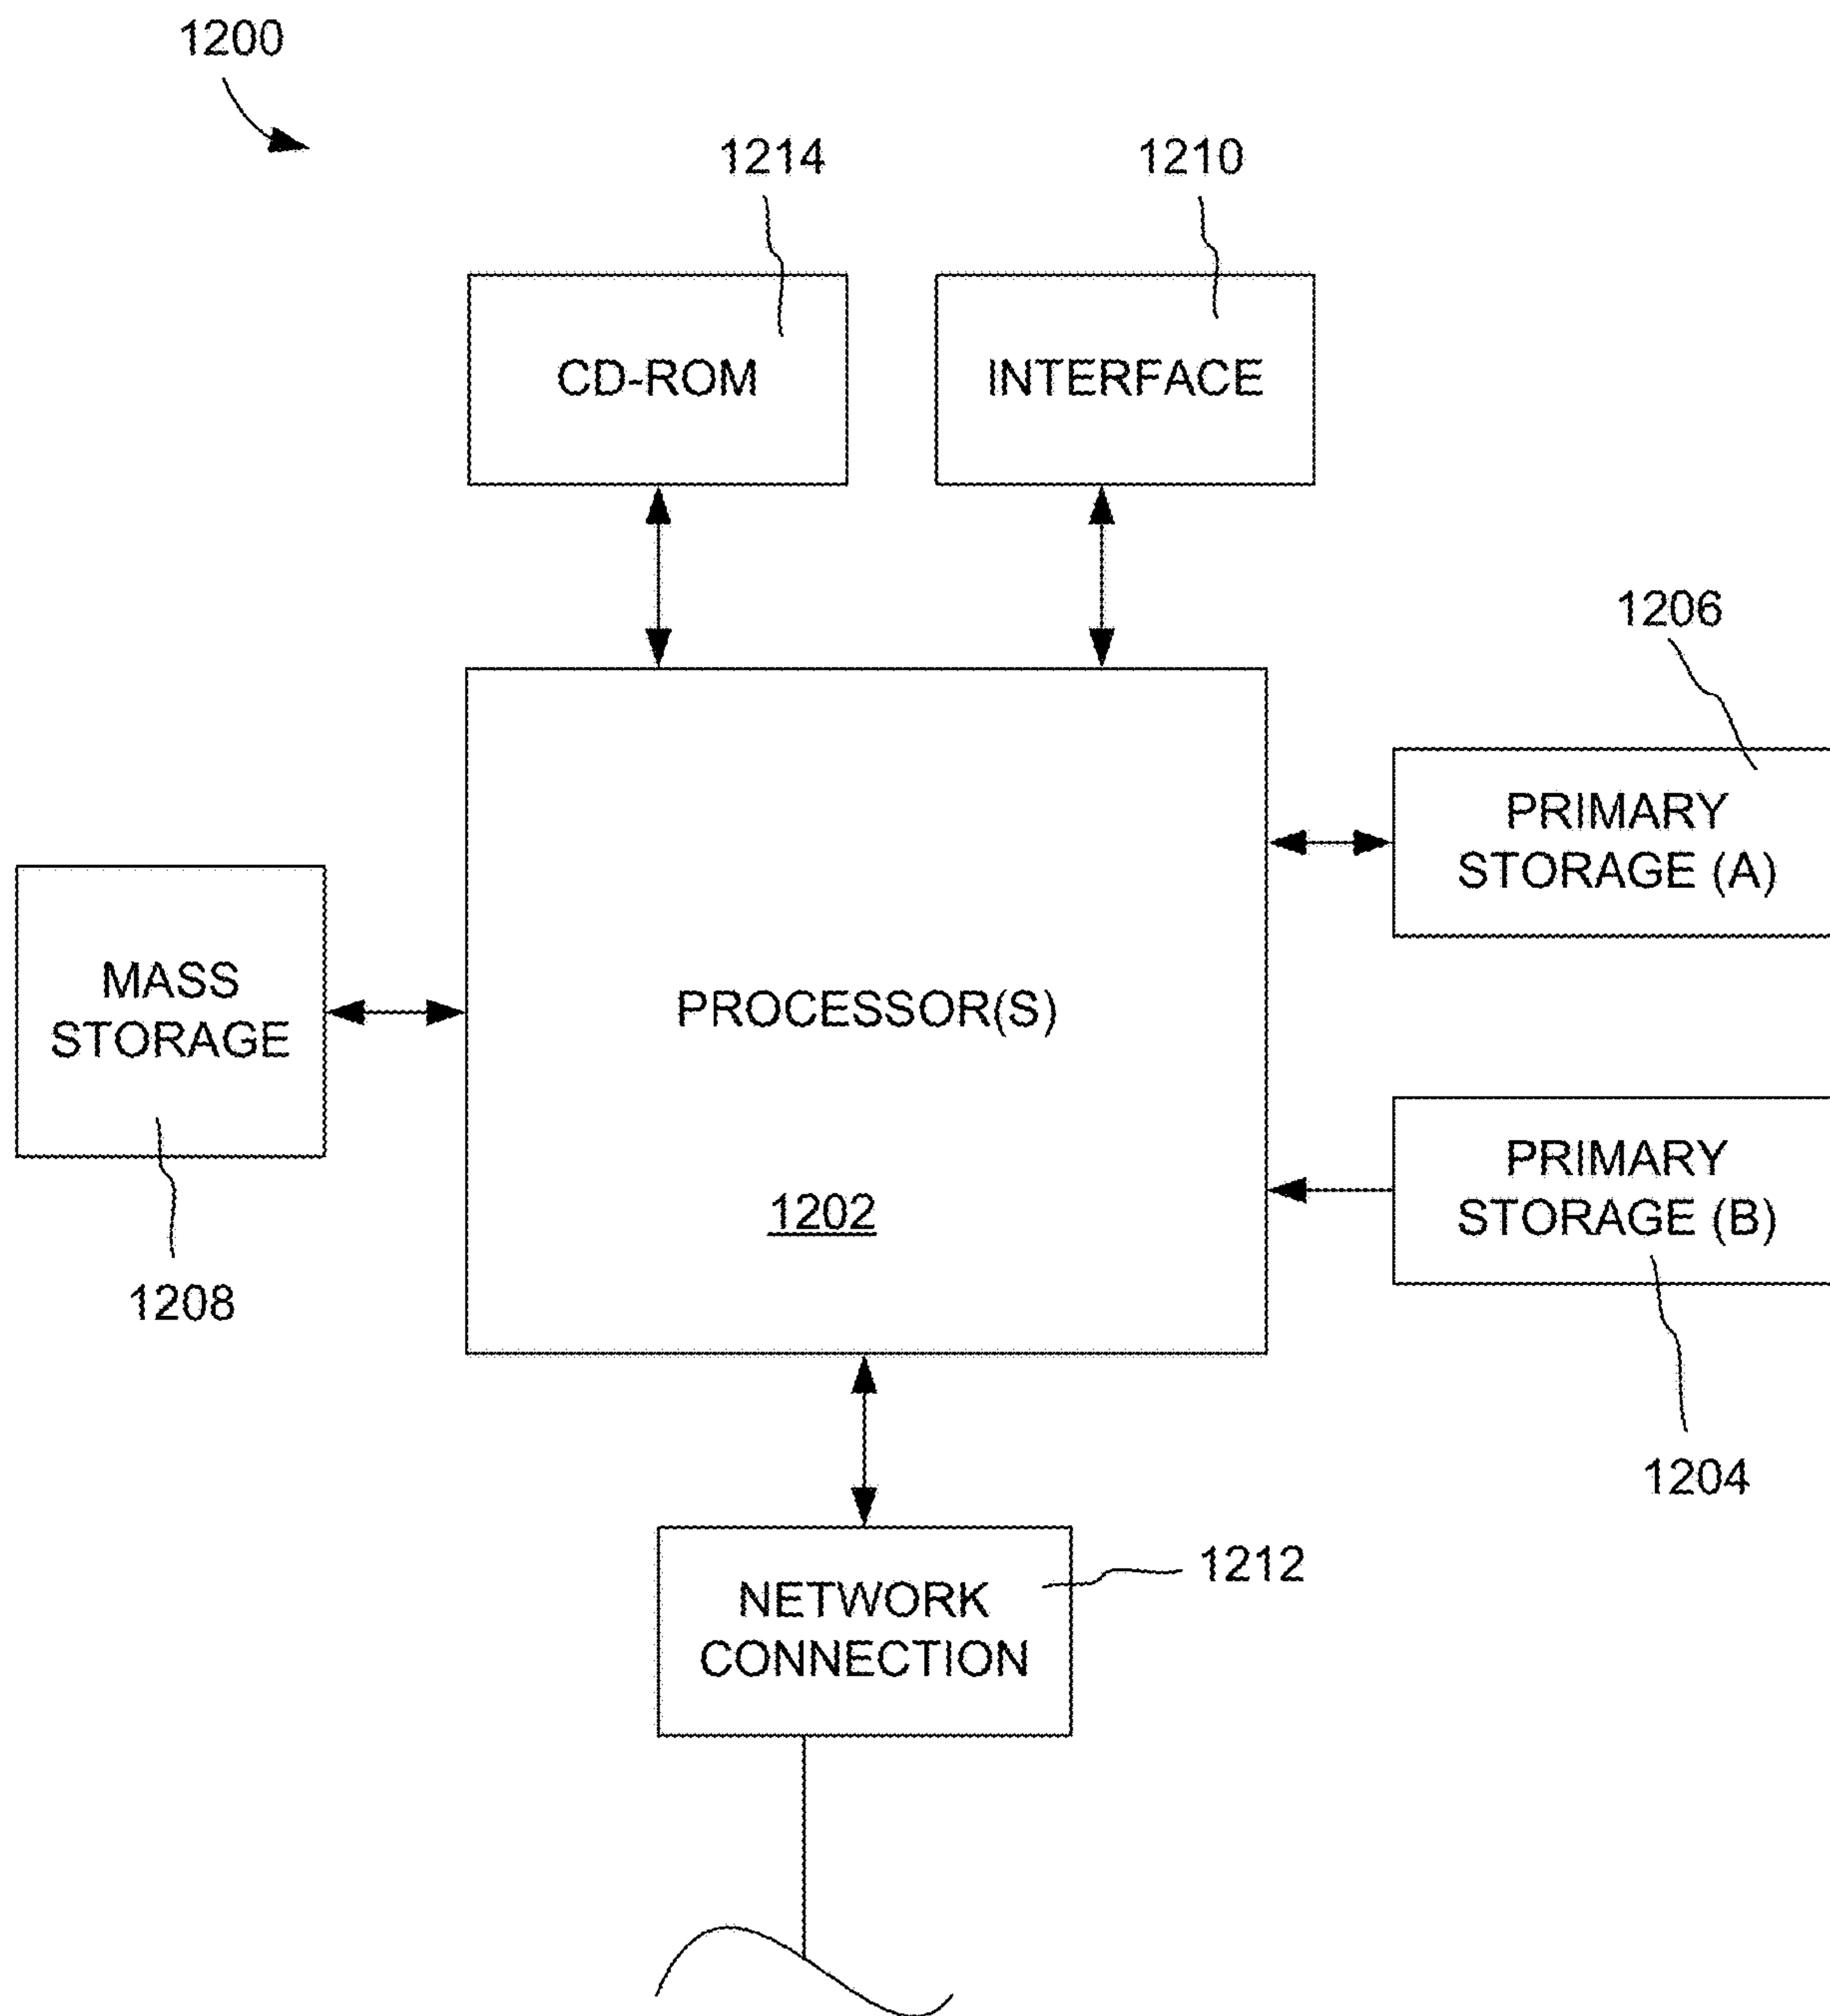 1200
1214
1210
CD-ROM
INTERFACE
1206
PRIMARY
STORAGE (A)
MASS
STORAGE
PROCESSOR(S)
1202
PRIMARY
STORAGE (B)
1208
1204
1212
NETWORK
CONNECTION